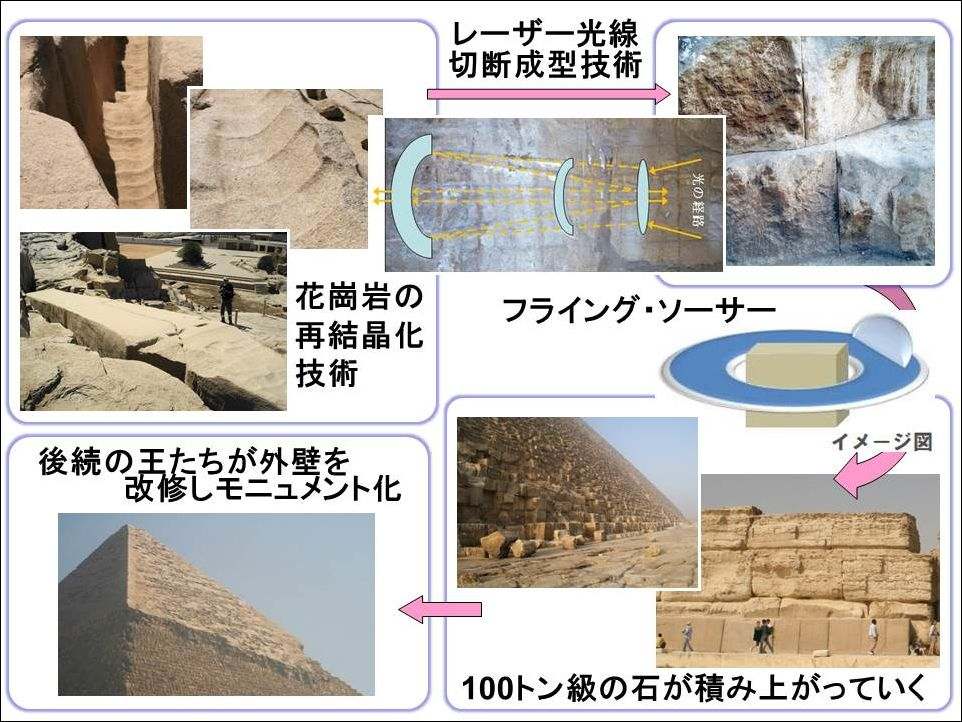 レーザー光線
切断成型技術
光の経路
花崗岩の
再結晶化
技術
フライング・ソーサー
イメージ図
後続の王たちが外壁を
改修しモニュメント化
100トン級の石が積み上がっていく